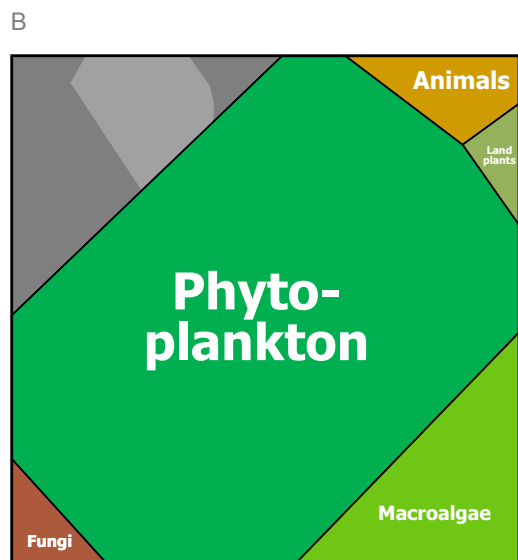 B
Animals
Land
plants
Phyto-
plankton
Macroalgae
Fungi